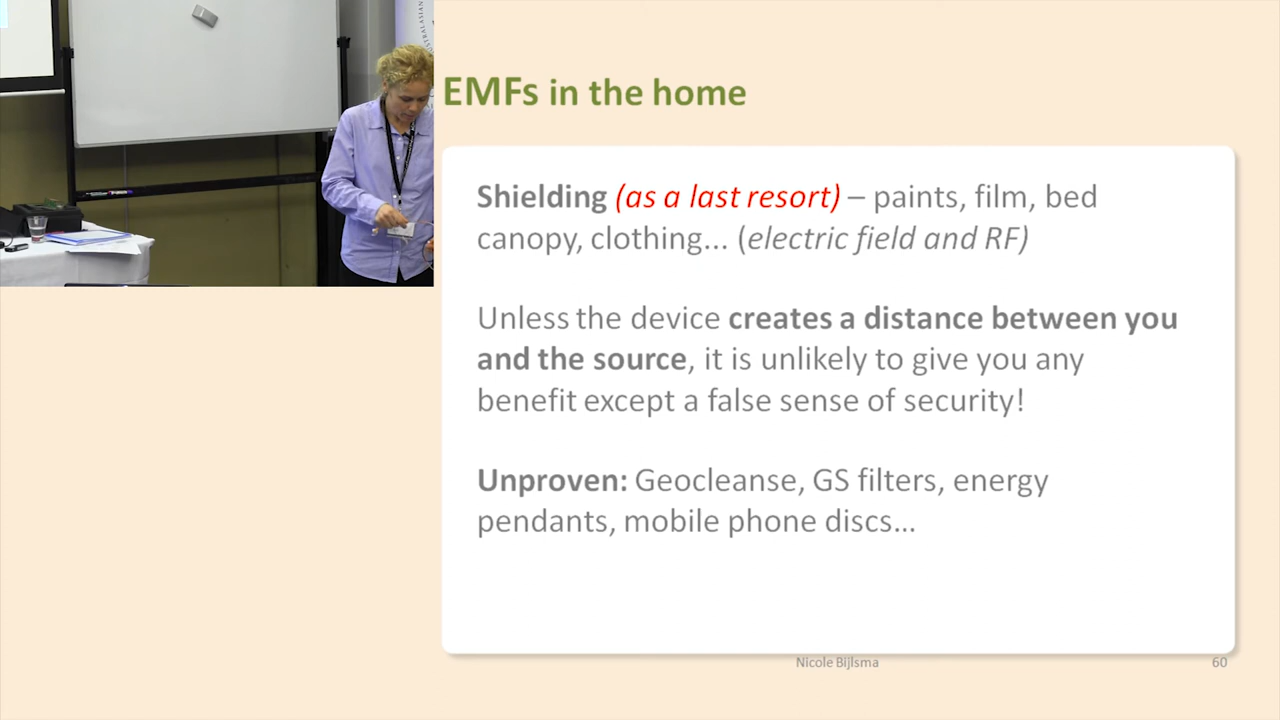 AUSTRALASIAN
EMFs in the home
Shielding (as a last resort) – paints, film, bed
canopy, clothing... (electric field and RF)
Unless the device creates a distance between you
and the source, it is unlikely to give you any
benefit except a false sense of security!
Unproven: Geocleanse, GS filters, energy
pendants, mobile phone discs...
Nicole Bijlsma
60